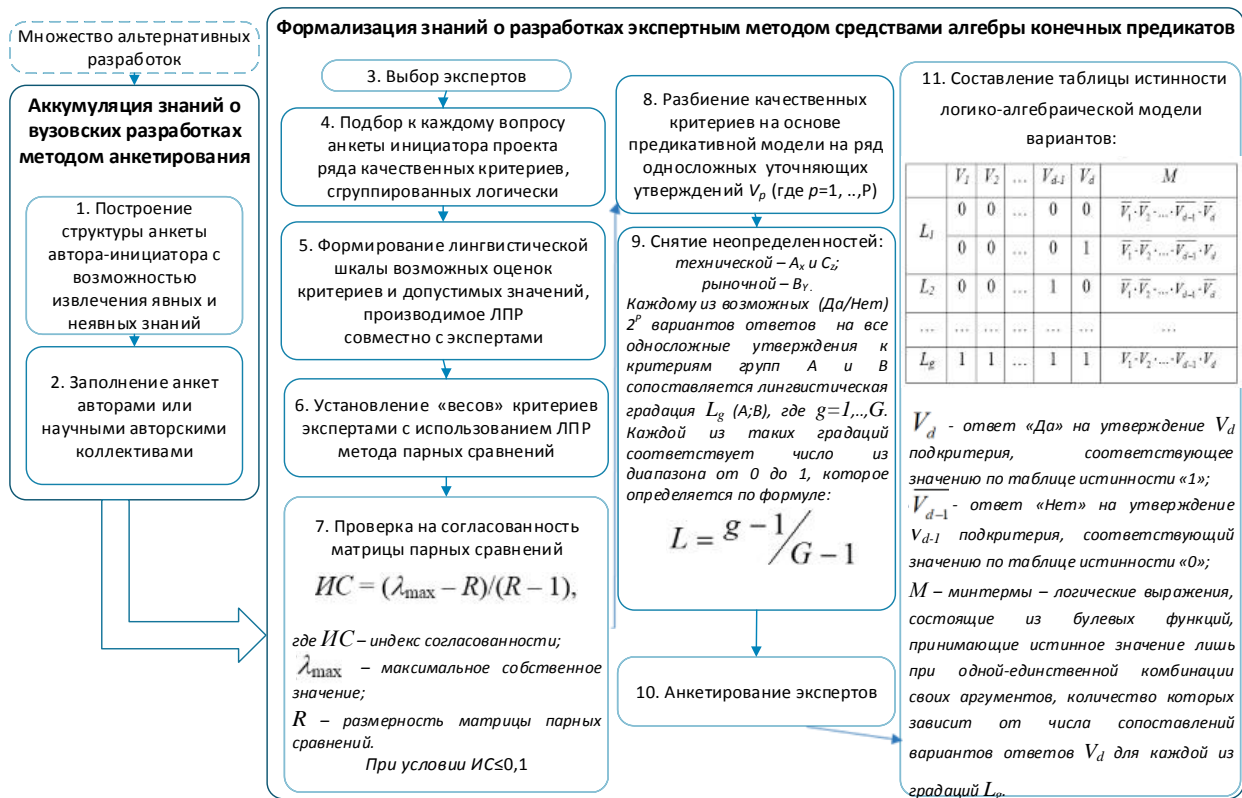 Множество альтернативных
разработок
Аккумуляция знаний о
вузовских разработках
методом анкетирования
1. Построение
структуры анкеты
автора-инициатора с
возможностью
извлечения явных и
неявных знаний
2. Заполнение анкет
авторами или
научными авторскими
коллективами
Формализация знаний о разработках экспертным методом средствами алгебры конечных предикатов
3. Выбор экспертов
4. Подбор к каждому вопросу
анкеты инициатора проекта
ряда качественных критериев,
сгруппированных логически
5. Формирование лингвистической
шкалы возможных оценок
критериев и допустимых значений,
производимое ЛПР
совместно с экспертами
6. Установление «весов» критериев
экспертами с использованием ЛПР
метода парных сравнений
7. Проверка на согласованность
матрицы парных сравнений
ИС = (λmax − R)/(R − 1),
где ИС – индекс согласованности;
λmax – максимальное собственное
значение;
R – размерность матрицы парных
сравнений.
При условии ИС≤0,1
8. Разбиение качественных
критериев на основе
предикативной модели на ряд
односложных уточняющих
утверждений Vp (где p=1, ..,P)
9. Снятие неопределенностей:
технической – Ax и Cz;
рыночной – BY.
Каждому из возможных (Да/Нет)
2^P вариантов ответов на все
односложные утверждения к
критериям групп А и В
сопоставляется лингвистическая
градация Lg (А;В), где g=1,..,G.
Каждой из таких градаций
соответствует число из
диапазона от 0 до 1, которое
определяется по формуле:
L = g − 1/G − 1
10. Анкетирование экспертов
11. Составление таблицы истинности
логико-алгебраической модели
вариантов:
V1 V2 ... Vd-1 Vd M
L1 0 0 ... 0 0 V̅1·V̅2·...·V̅d−1·V̅d
0 0 ... 0 1 V̅1·V̅2·...·V̅d−1·Vd
L2 0 0 ... 1 0 V̅1·V̅2·...·Vd−1·V̅d
... ... ... ... ... ...
Lg 1 1 ... 1 1 V1·V2·...·Vd−1·Vd
Vd - ответ «Да» на утверждение Vd
подкритерия, соответствующее
значению по таблице истинности «1»;
V̅d−1 - ответ «Нет» на утверждение
Vd-1 подкритерия, соответствующий
значению по таблице истинности «0»;
M – минтермы – логические выражения,
состоящие из булевых функций,
принимающие истинное значение лишь
при одной-единственной комбинации
своих аргументов, количество которых
зависит от числа сопоставлений
вариантов ответов Vd для каждой из
градаций Lg.